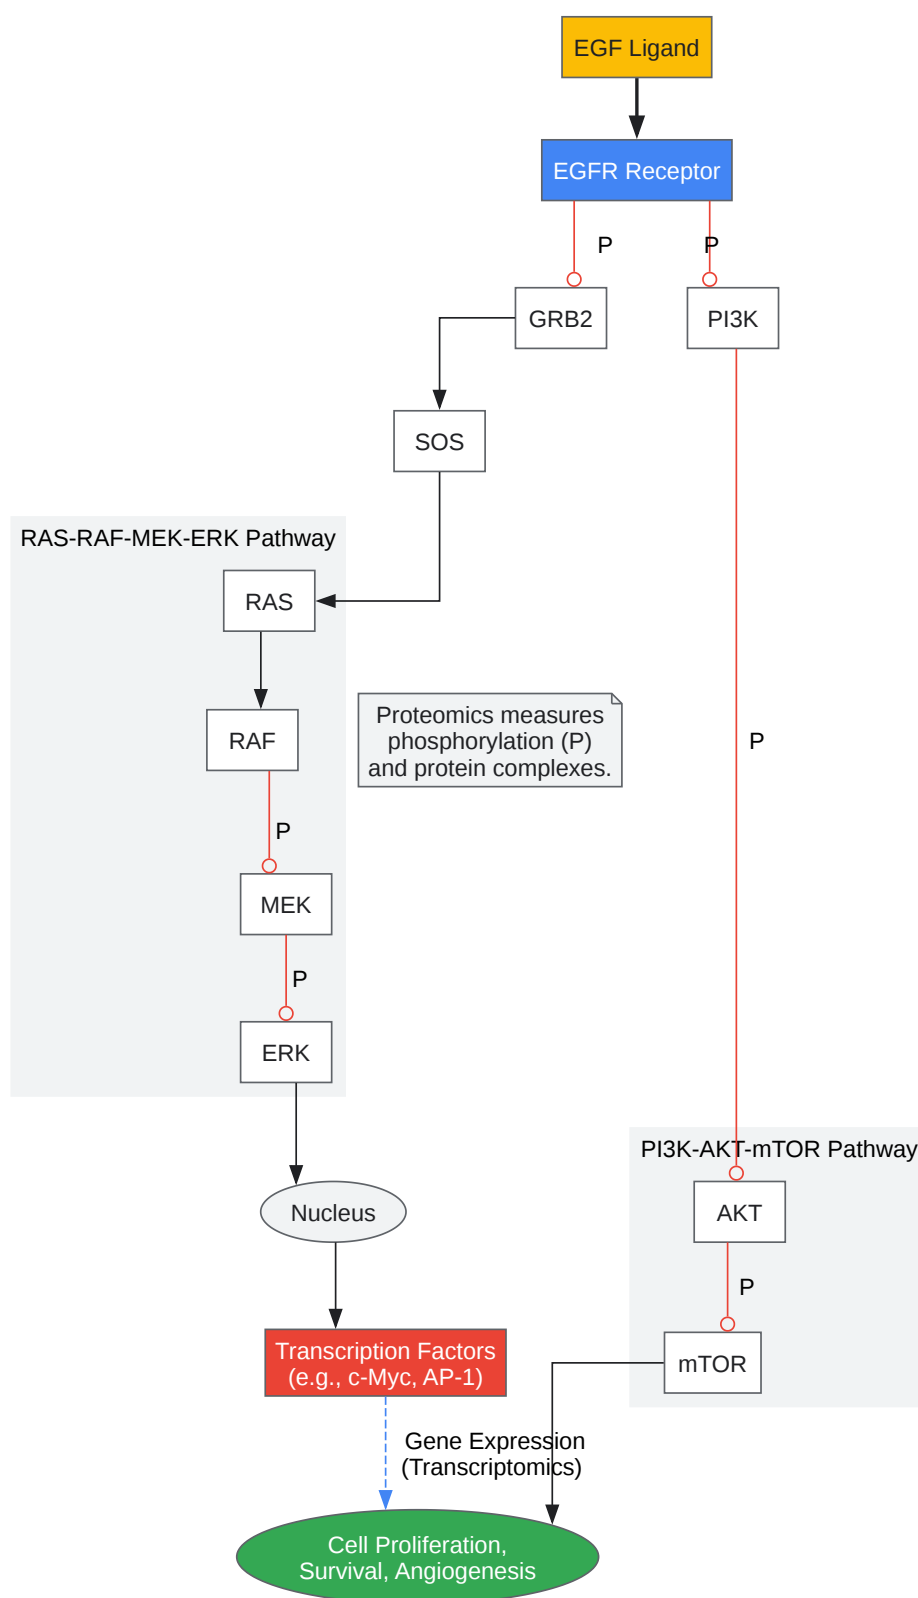 EGF Ligand
EGFR Receptor
P
P
GRB2
PI3K
SOS
RAS-RAF-MEK-ERK Pathway
RAS
RAF
Proteomics measures
phosphorylation (P)
and protein complexes.
P
P
MEK
P
ERK
PI3K-AKT-mTOR Pathway
Nucleus
AKT
P
Transcription Factors
(e.g., c-Myc, AP-1)
mTOR
Gene Expression
(Transcriptomics)
Cell Proliferation,
Survival, Angiogenesis